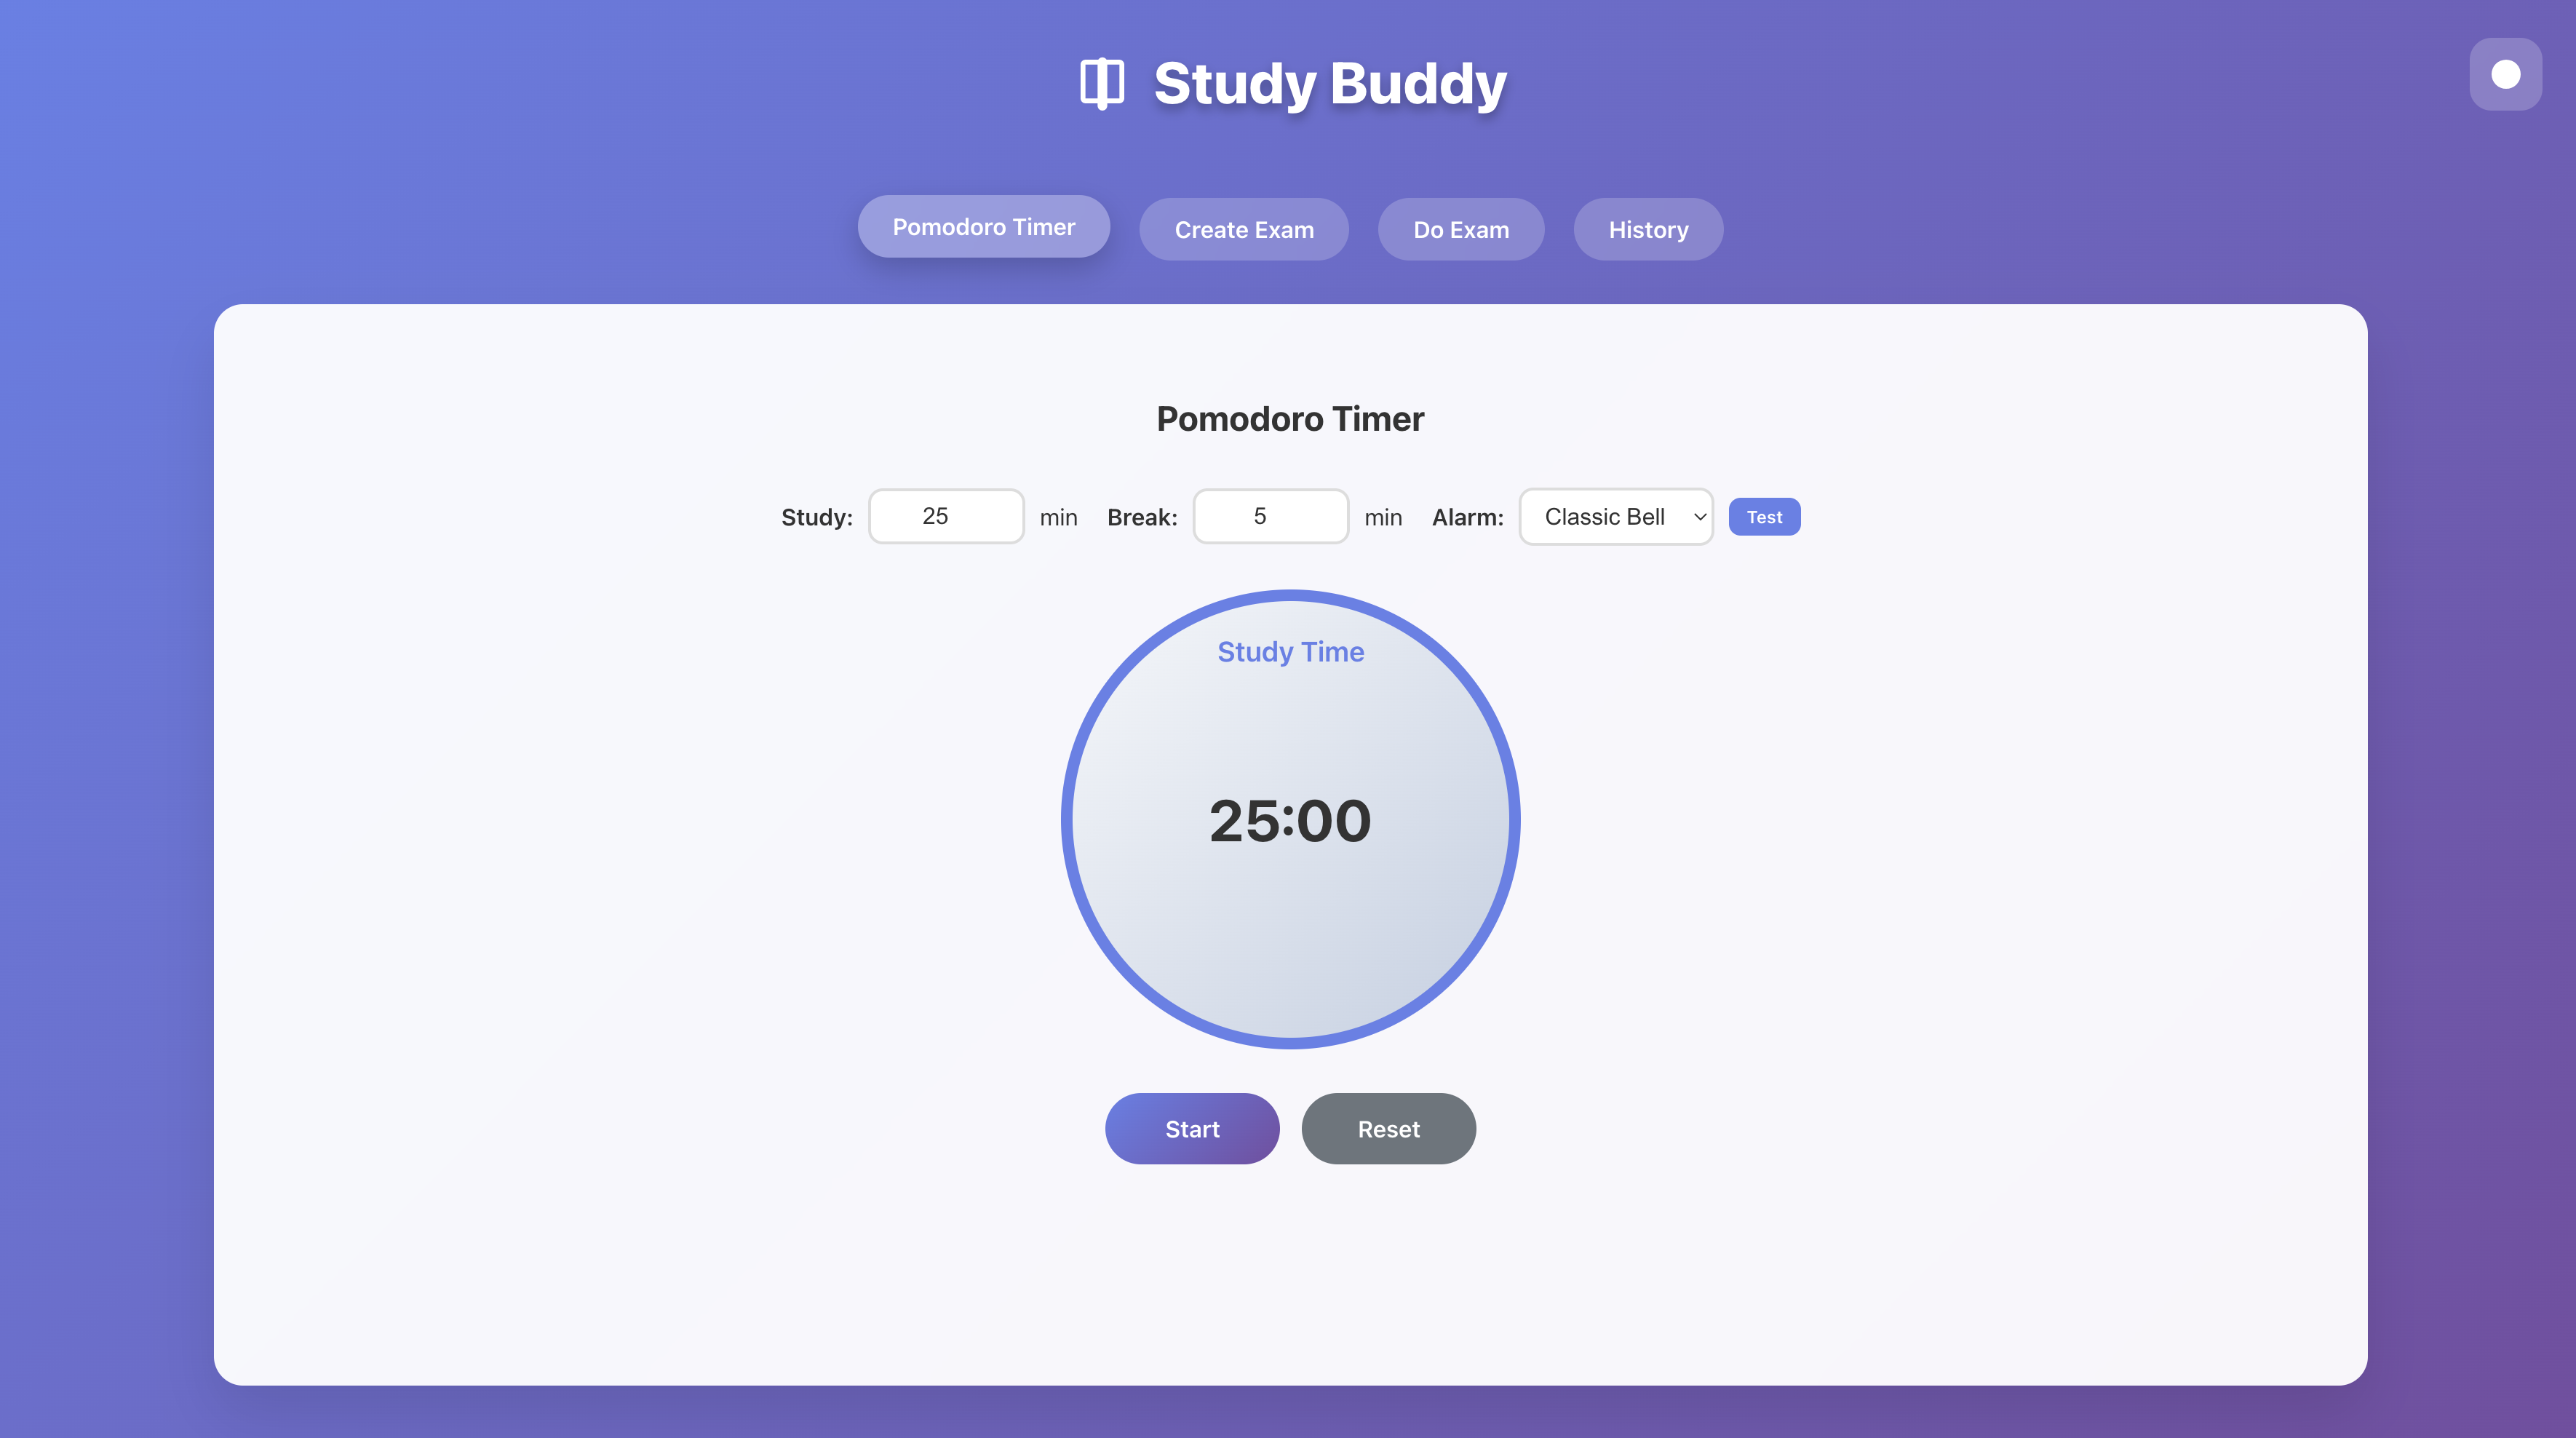 Study Buddy
Pomodoro Timer Create Exam Do Exam History
Pomodoro Timer
Study: 25 min Break: 5 min Alarm: Classic Bell Test
Study Time
25:00
Start Reset